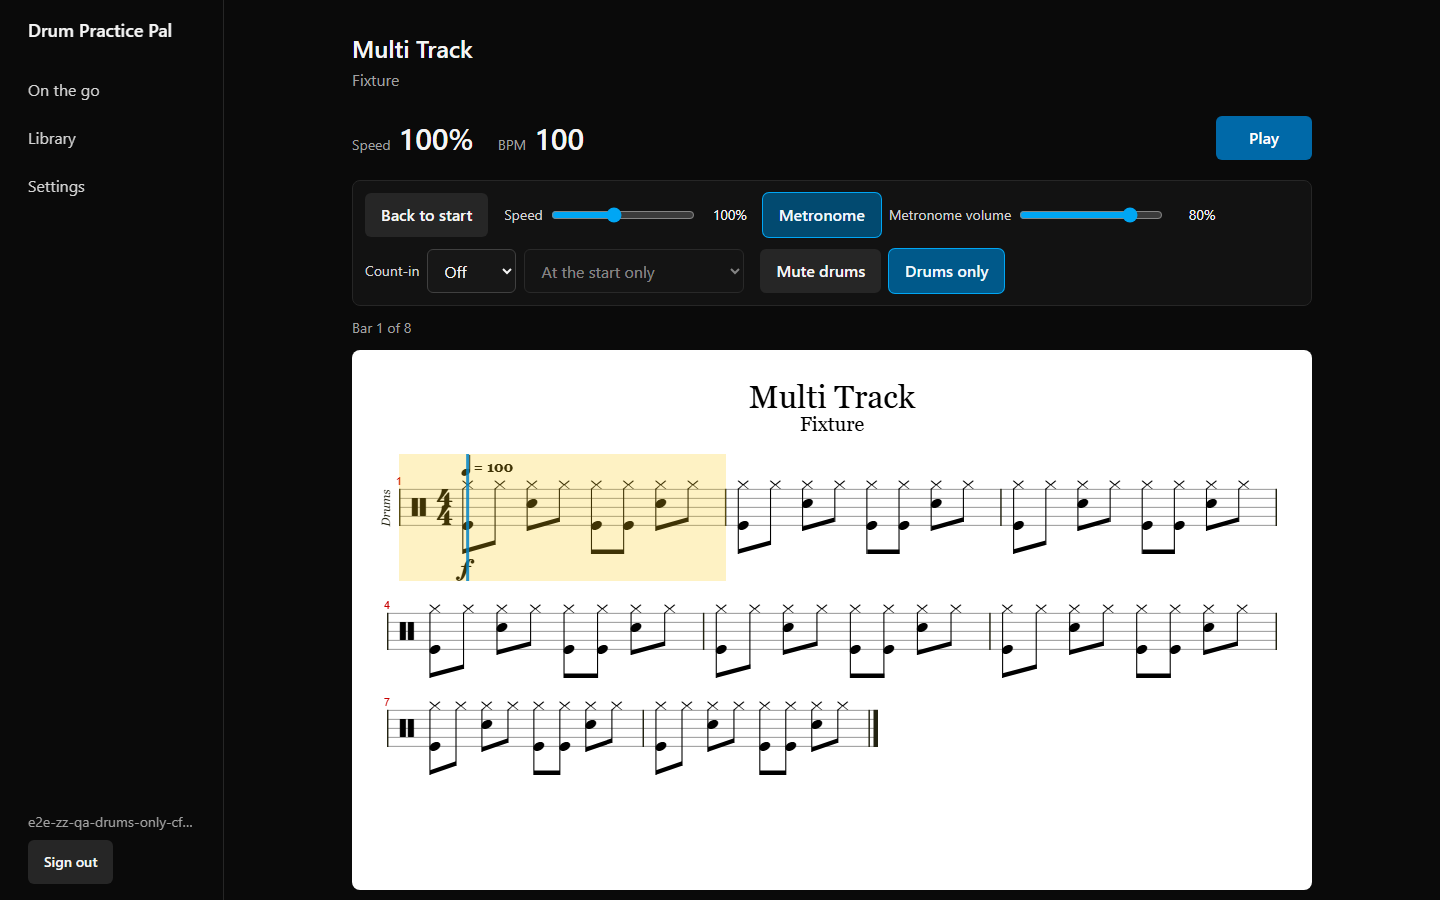 Drum Practice Pal
On the go
Library
Settings
Multi Track
Fixture
Speed 100% BPM 100
Play
Back to start Speed 100% Metronome Metronome volume 80%
Count-in Off At the start only Mute drums Drums only
Bar 1 of 8
Multi Track
Fixture
= 100
1
Drums
4
4
f
4
7
e2e-zz-qa-drums-only-cf...
Sign out